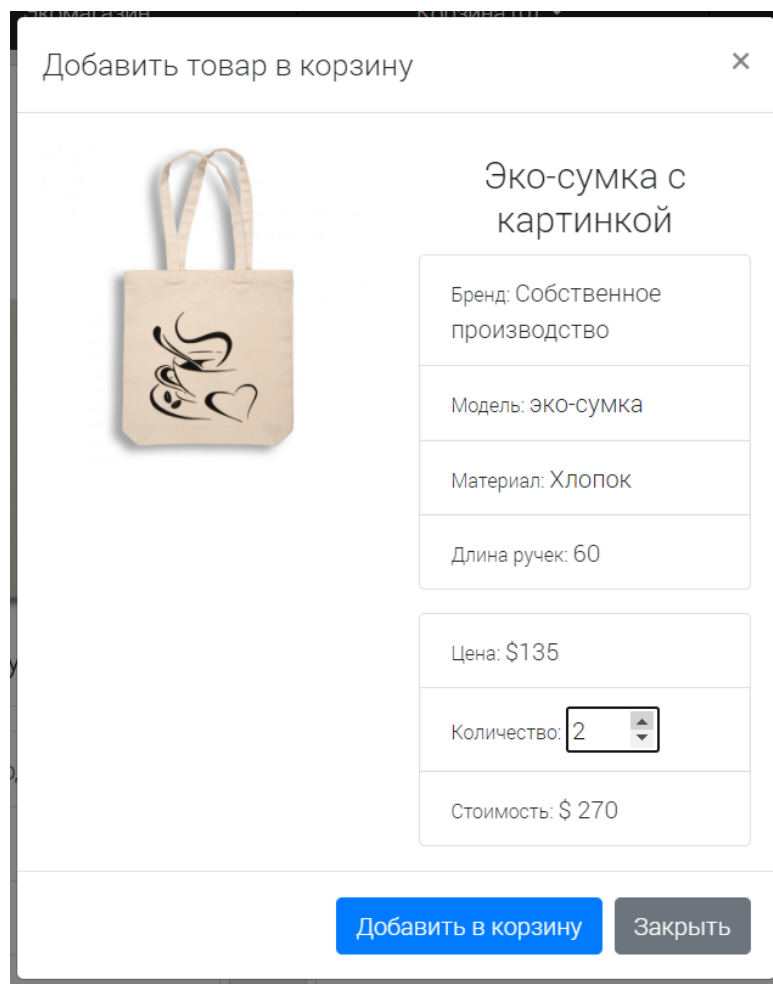 Экомагазин
Добавить товар в корзину
×
Эко-сумка с
картинкой
Бренд: Собственное
производство
Модель: эко-сумка
Материал: Хлопок
Длина ручек: 60
Цена: $135
Количество: 2
Стоимость: $ 270
Добавить в корзину
Закрыть